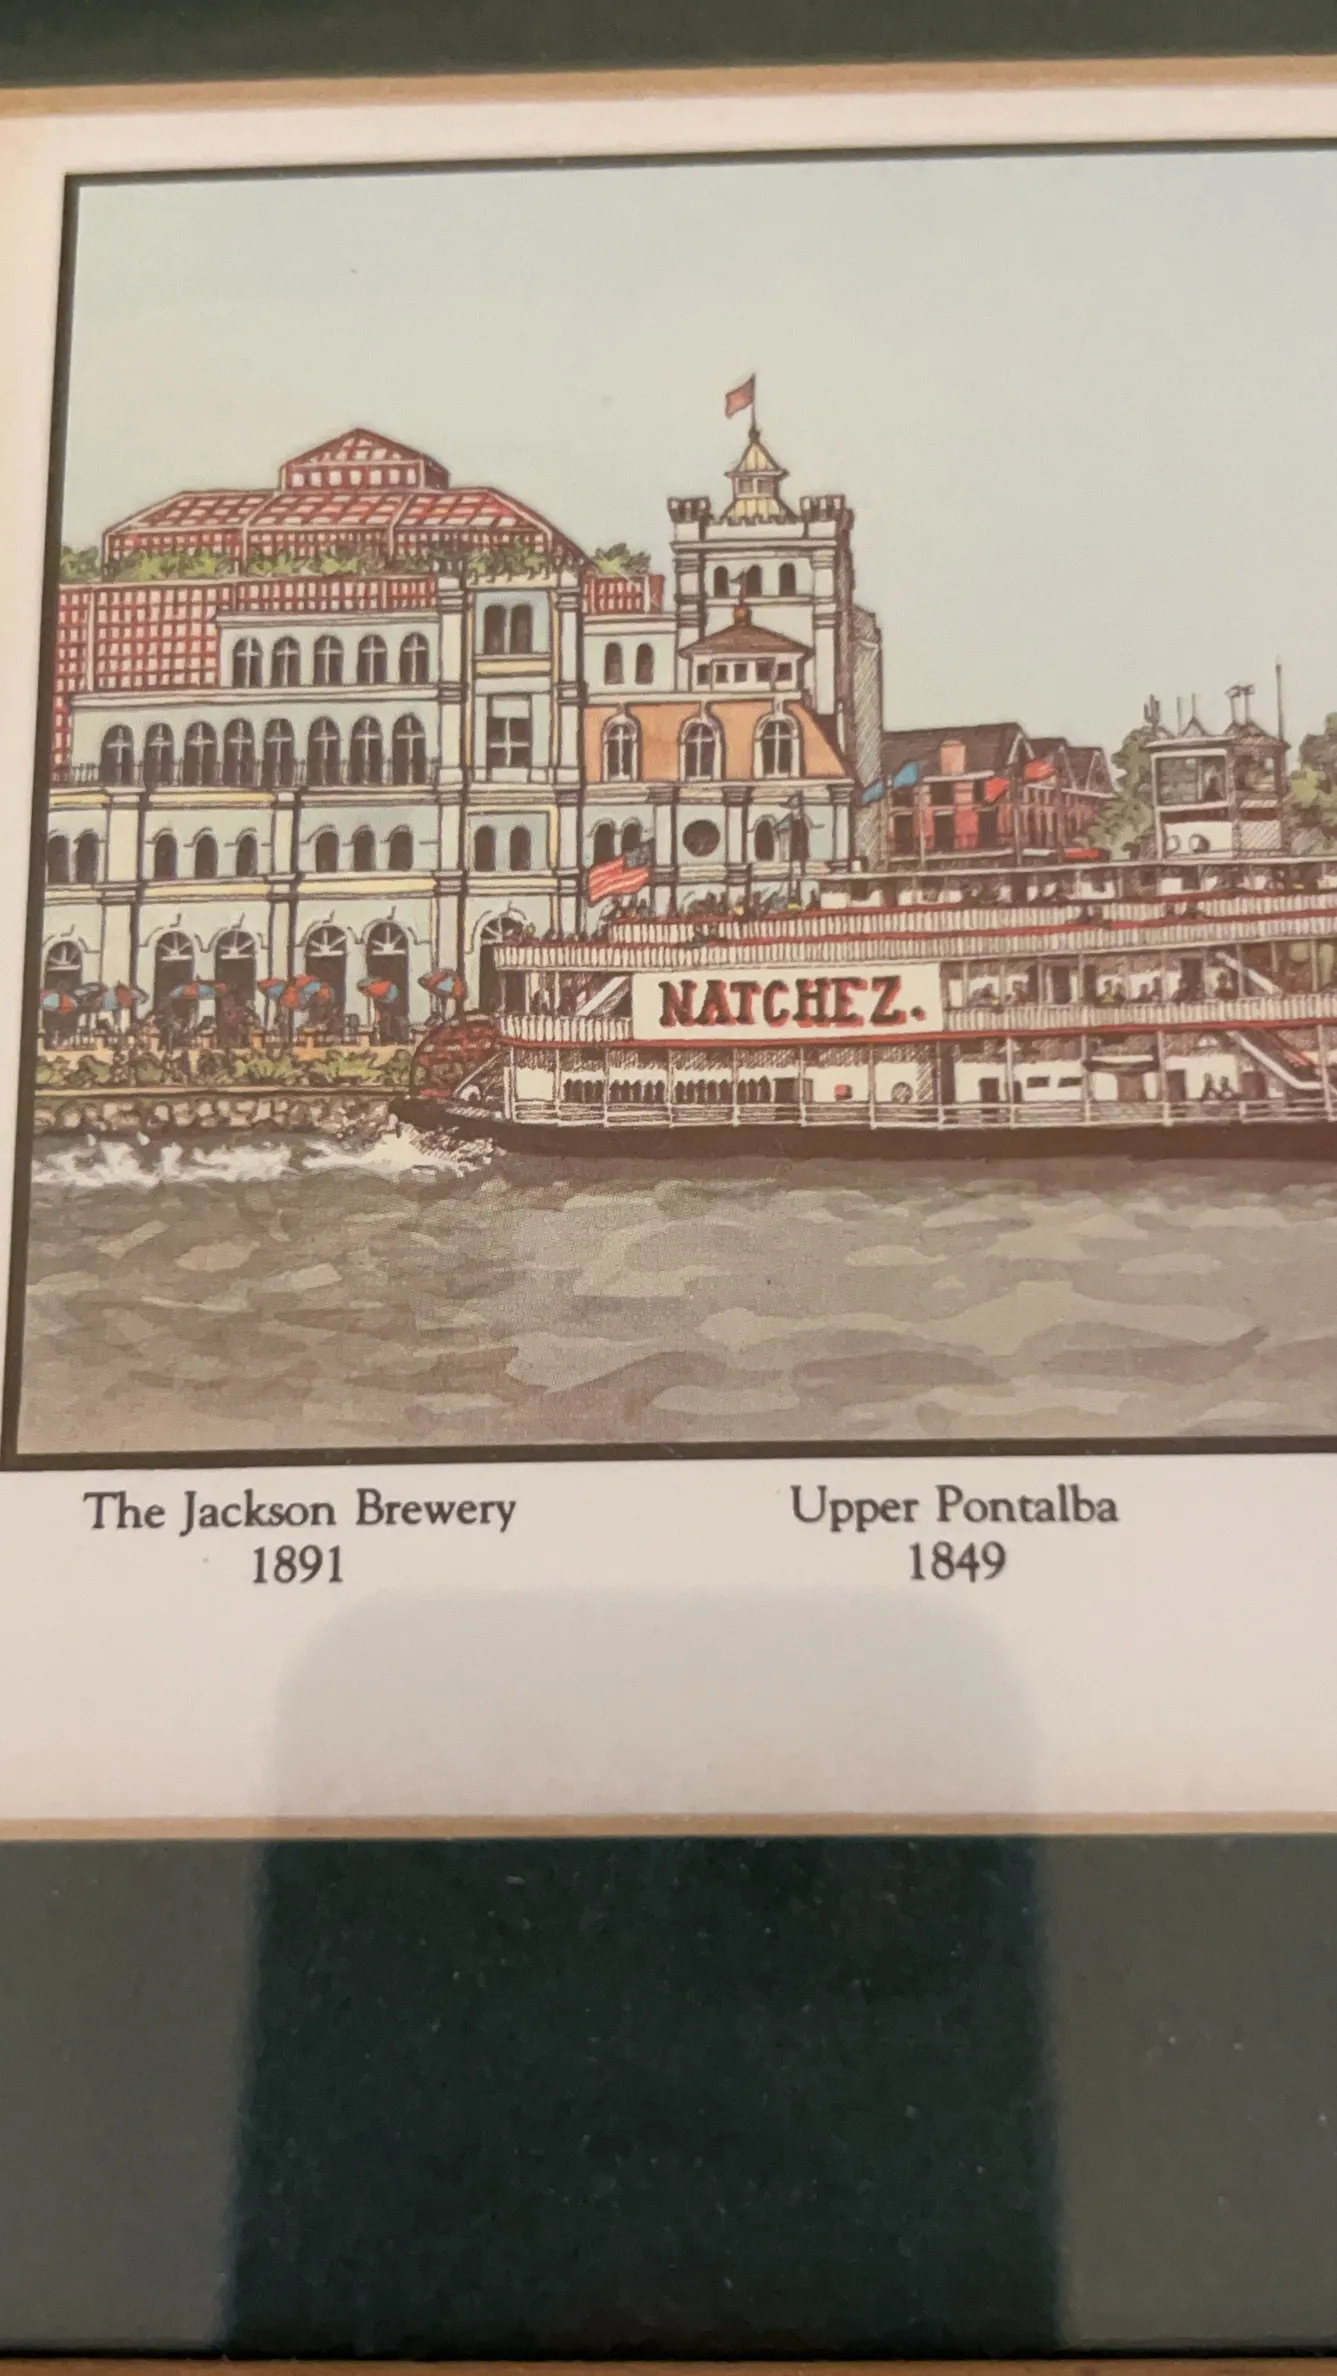 NATCHEZ.
The Jackson Brewery
1891
Upper Pontalba
1849